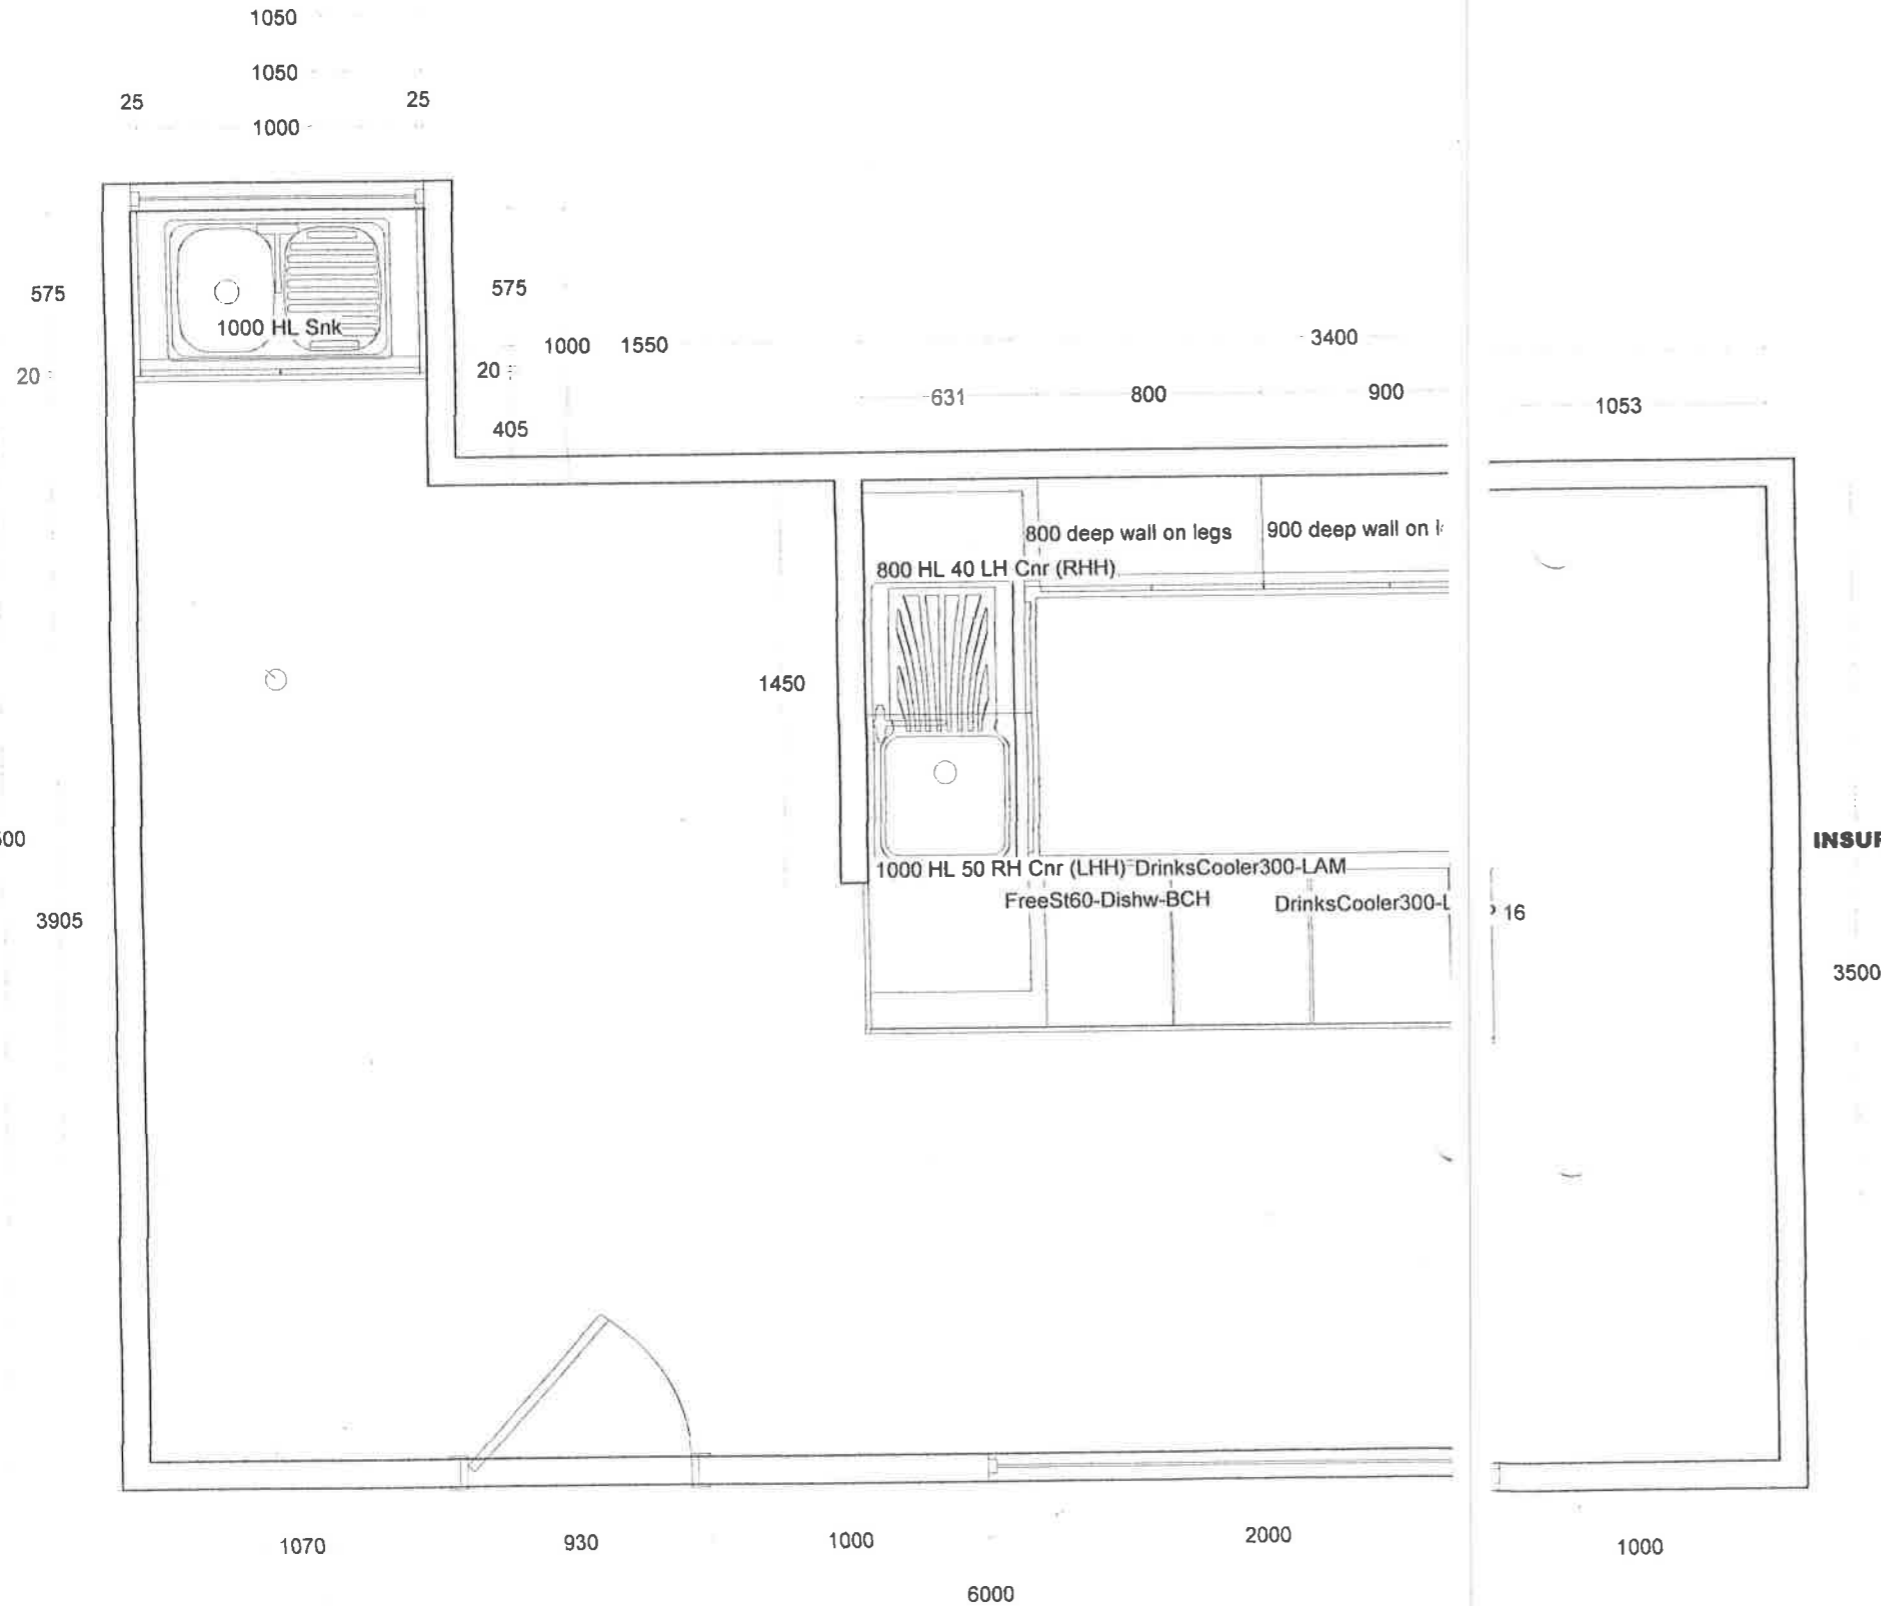 1050
1050
25 25
1000
575
575
1000 HL Snk
1000 1550 3400
20 20
631 800 900 1053
405
800 deep wall on legs 900 deep wall on
800 HL 40 LH Cnr (RHH)
1450
INSUR
1000 HL 50 RH Cnr (LHH) DrinksCooler300-LAM
FreeSt60-Dishw-BCH DrinksCooler300-L 16
3905
3500
1070 930 1000 2000 1000
6000